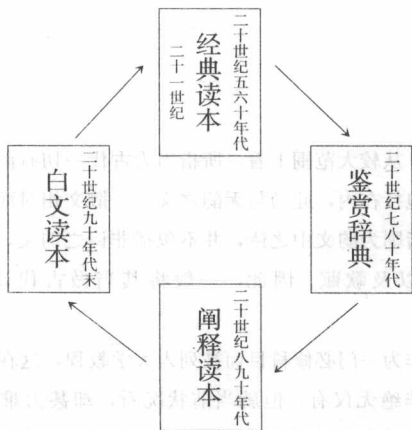 二十世纪五六十年代
经典读本
二十一世纪
二十世纪七八十年代
鉴赏辞典
二十世纪八九十年代
阐释读本
二十世纪九十年代末
白文读本